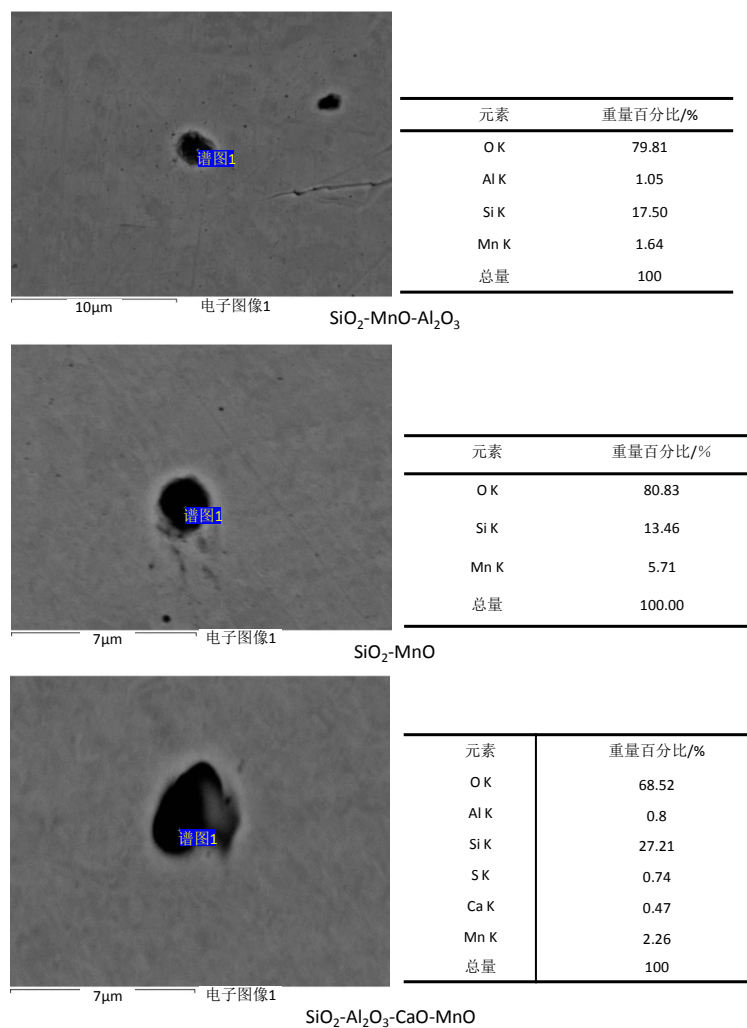 谱图1
10μm 电子图像1
元素 重量百分比/%
O K 79.81
Al K 1.05
Si K 17.50
Mn K 1.64
总量 100
SiO₂-MnO-Al₂O₃
谱图1
7μm 电子图像1
元素 重量百分比/%
O K 80.83
Si K 13.46
Mn K 5.71
总量 100.00
SiO₂-MnO
谱图1
7μm 电子图像1
元素 重量百分比/%
O K 68.52
Al K 0.8
Si K 27.21
S K 0.74
Ca K 0.47
Mn K 2.26
总量 100
SiO₂-Al₂O₃-CaO-MnO